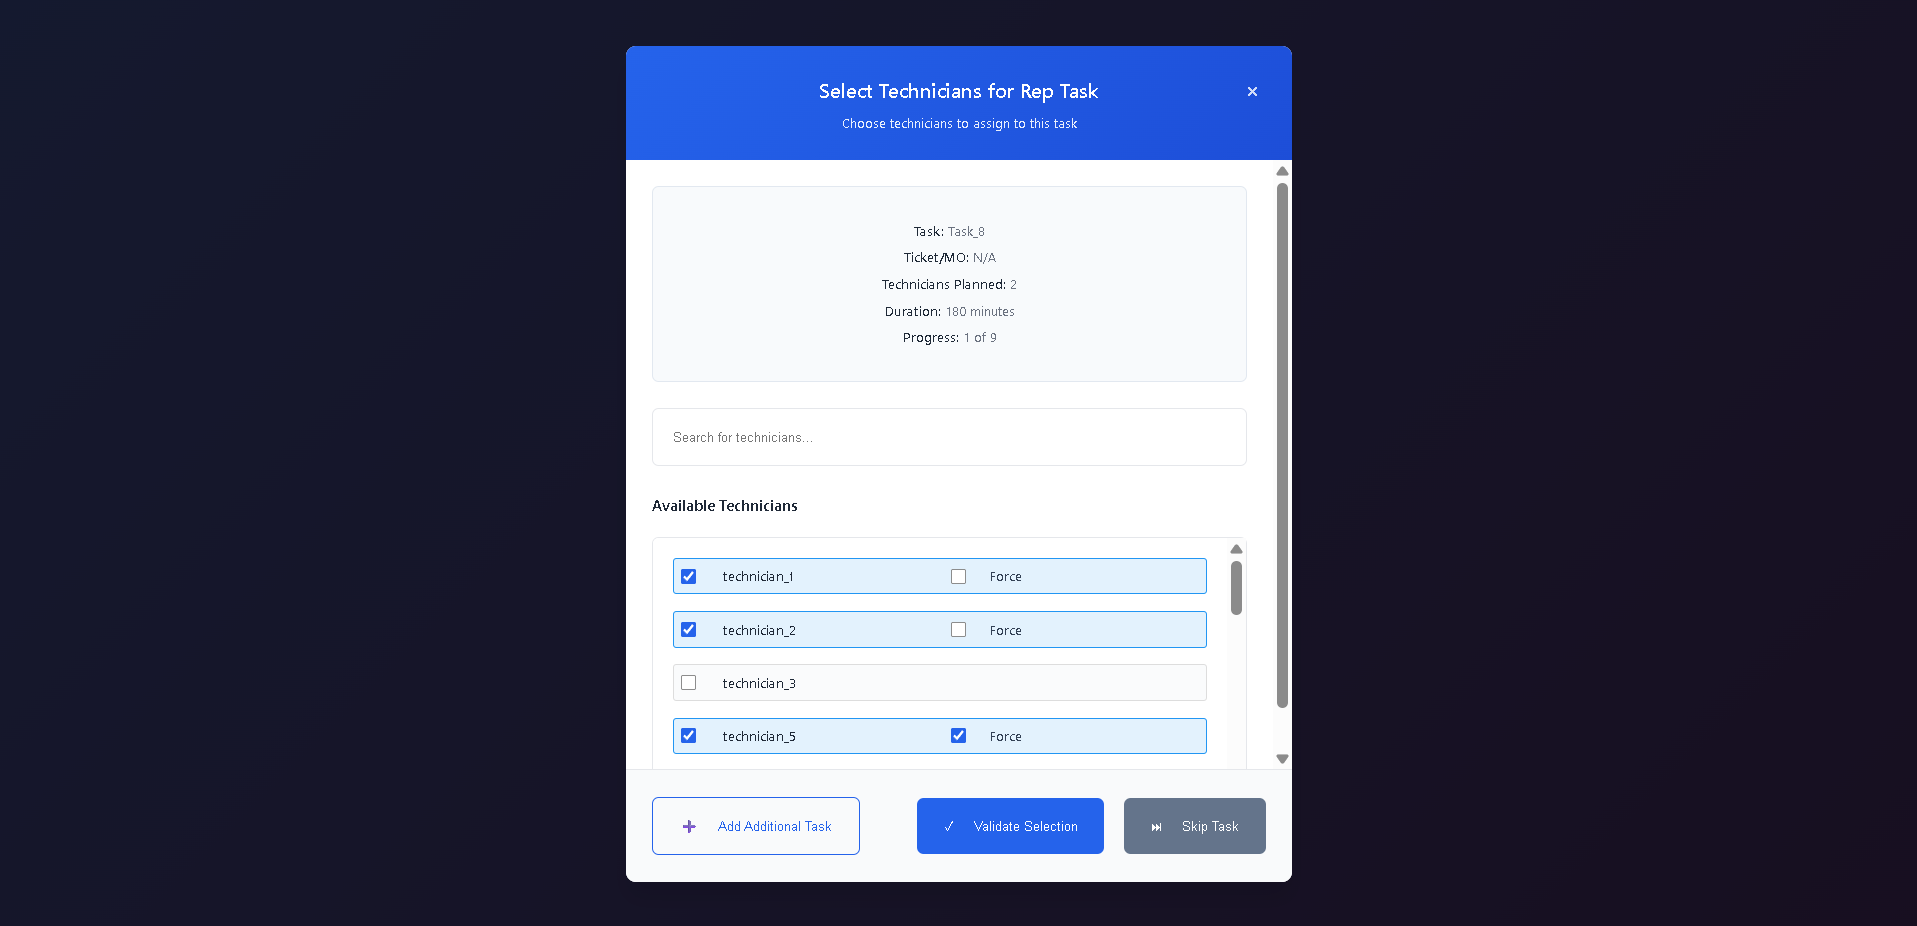 Select Technicians for Rep Task
×
Choose technicians to assign to this task
Task: Task_8
Ticket/MO: N/A
Technicians Planned: 2
Duration: 180 minutes
Progress: 1 of 9
Search for technicians...
Available Technicians
technician_1 Force
technician_2 Force
technician_3
technician_5 Force
Add Additional Task
Validate Selection
Skip Task